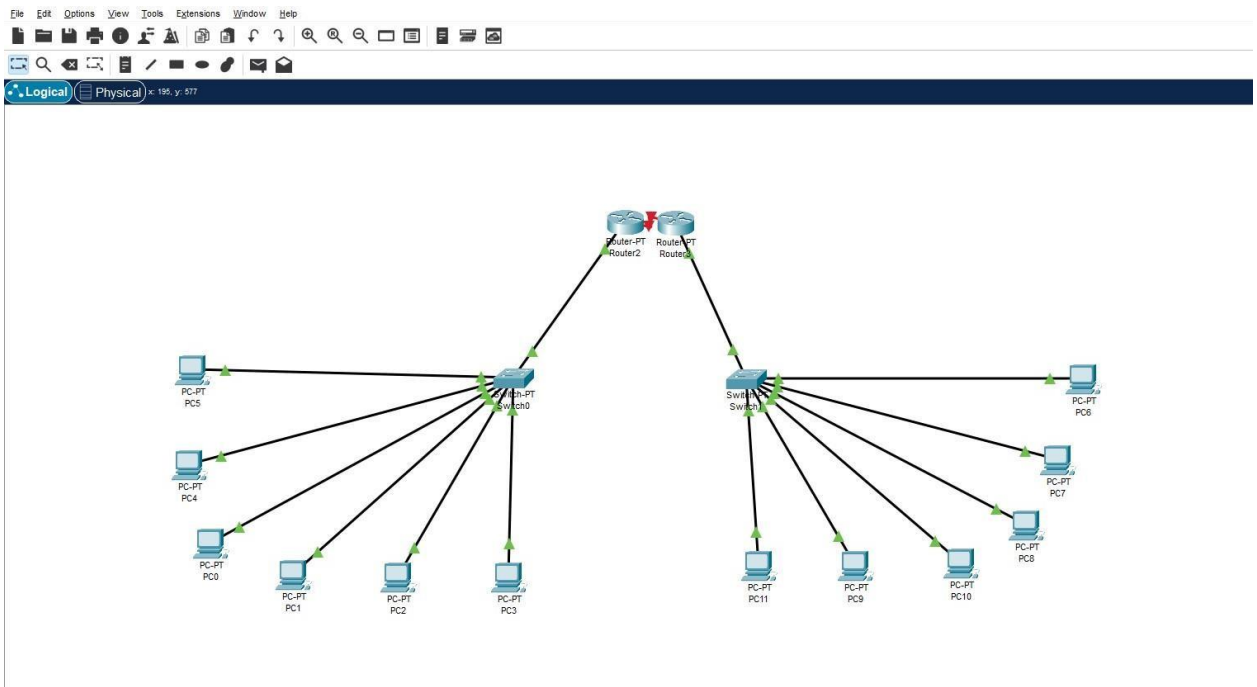 File Edit Options View Tools Extensions Window Help
Logical Physical x: 195, y: 577
Router-PT
Router2
Router-PT
Router3
Switch-PT
Switch0
Switch-PT
Switch1
PC-PT
PC5
PC-PT
PC6
PC-PT
PC4
PC-PT
PC7
PC-PT
PC0
PC-PT
PC8
PC-PT
PC1
PC-PT
PC2
PC-PT
PC3
PC-PT
PC11
PC-PT
PC9
PC-PT
PC10